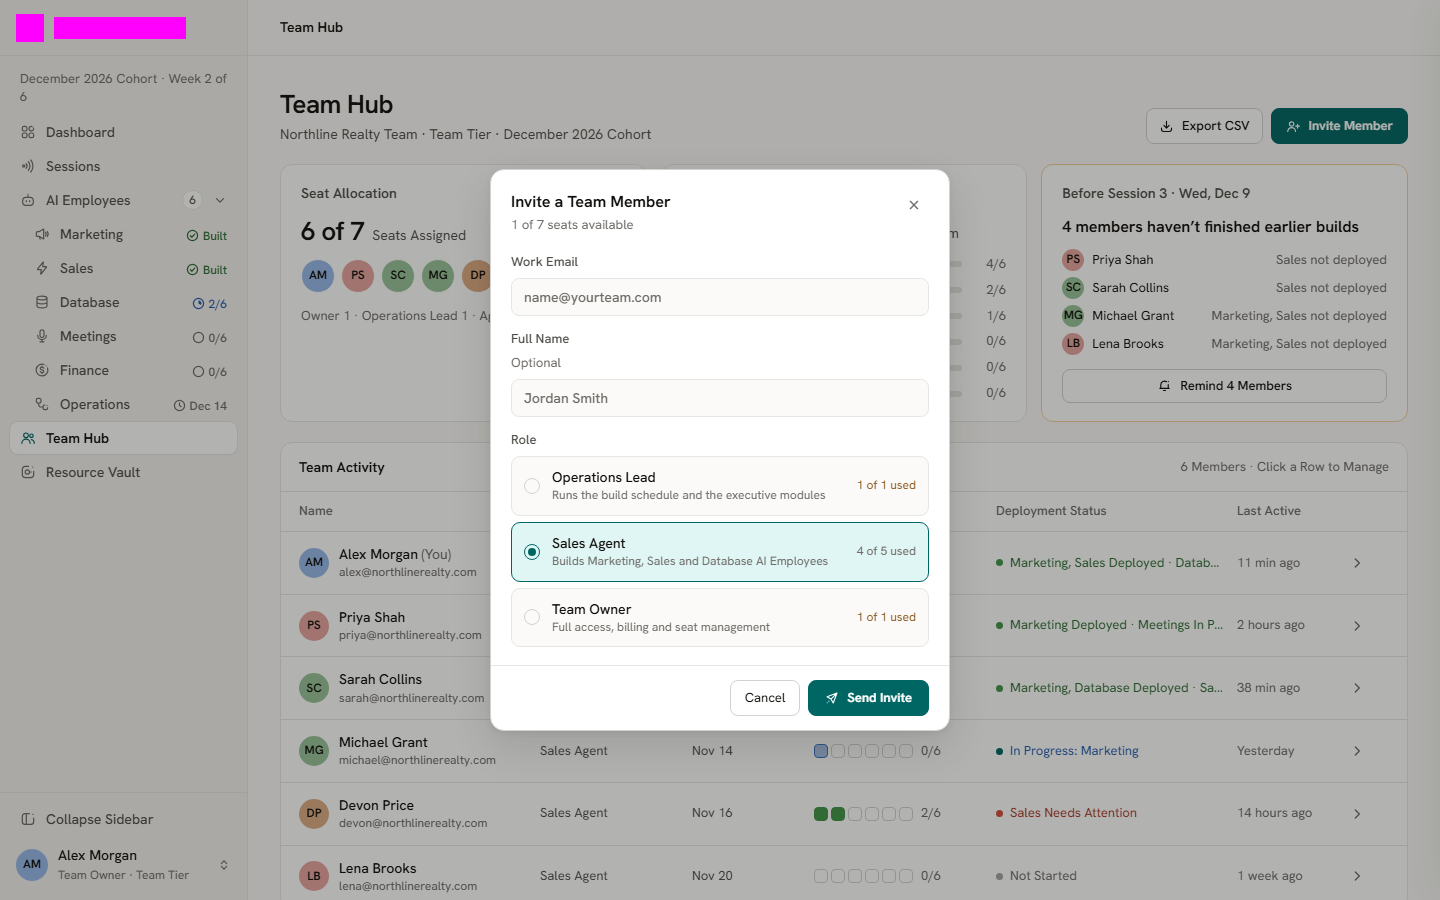 Team Hub
December 2026 Cohort · Week 2 of
6
Dashboard
Sessions
AI Employees 6
Marketing Built
Sales Built
Database 2/6
Meetings 0/6
Finance 0/6
Operations Dec 14
Team Hub
Resource Vault
Collapse Sidebar
AM Alex Morgan
Team Owner · Team Tier
Team Hub
Northline Realty Team · Team Tier · December 2026 Cohort
Export CSV
Invite Member
Seat Allocation
6 of 7 Seats Assigned
AM PS SC MG DP
Owner 1 · Operations Lead 1 ·
4/6
2/6
1/6
0/6
0/6
0/6
Before Session 3 · Wed, Dec 9
4 members haven’t finished earlier builds
PS Priya Shah Sales not deployed
SC Sarah Collins Sales not deployed
MG Michael Grant Marketing, Sales not deployed
LB Lena Brooks Marketing, Sales not deployed
Remind 4 Members
Invite a Team Member
1 of 7 seats available
Work Email
name@yourteam.com
Full Name
Optional
Jordan Smith
Role
Operations Lead
Runs the build schedule and the executive modules
1 of 1 used
Sales Agent
Builds Marketing, Sales and Database AI Employees
4 of 5 used
Team Owner
Full access, billing and seat management
1 of 1 used
Cancel
Send Invite
Team Activity
6 Members · Click a Row to Manage
Name Deployment Status Last Active
AM Alex Morgan (You)
alex@northlinerealty.com
Marketing, Sales Deployed · Datab... 11 min ago
PS Priya Shah
priya@northlinerealty.com
Marketing Deployed · Meetings In P... 2 hours ago
SC Sarah Collins
sarah@northlinerealty.com
Marketing, Database Deployed · Sa... 38 min ago
MG Michael Grant
michael@northlinerealty.com
Sales Agent Nov 14 0/6 In Progress: Marketing Yesterday
DP Devon Price
devon@northlinerealty.com
Sales Agent Nov 16 2/6 Sales Needs Attention 14 hours ago
LB Lena Brooks
lena@northlinerealty.com
Sales Agent Nov 20 0/6 Not Started 1 week ago